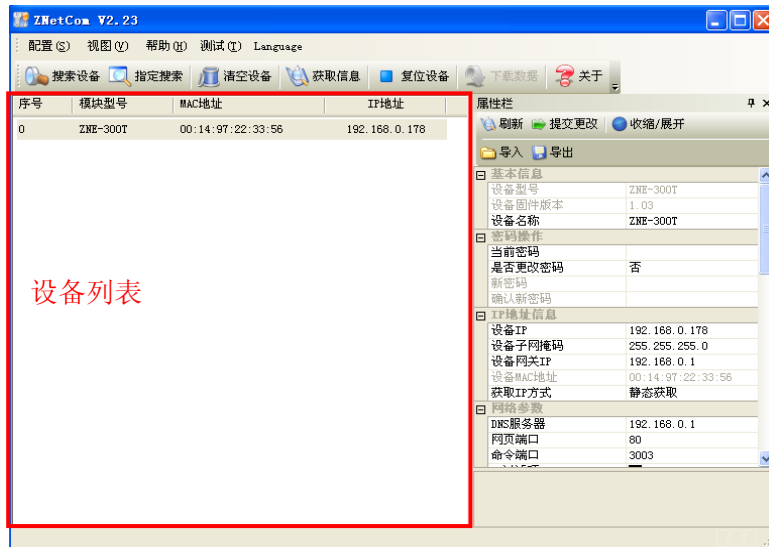 ZNetCom V2.23
配置(S) 视图(V) 帮助(H) 测试(T) Language
搜索设备 指定搜索 清空设备 获取信息 复位设备 下载数据 关于
序号 模块型号 MAC地址 IP地址
0 ZNE-300T 00:14:97:22:33:56 192.168.0.178
设备列表
属性栏
刷新 提交更改 收缩/展开
导入 导出
基本信息
设备型号 ZNE-300T
设备固件版本 1.03
设备名称 ZNE-300T
密码操作
当前密码
是否更改密码 否
新密码
确认新密码
IP地址信息
设备IP 192.168.0.178
设备子网掩码 255.255.255.0
设备网关IP 192.168.0.1
设备MAC地址 00:14:97:22:33:56
获取IP方式 静态获取
网络参数
DNS服务器 192.168.0.1
网页端口 80
命令端口 3003